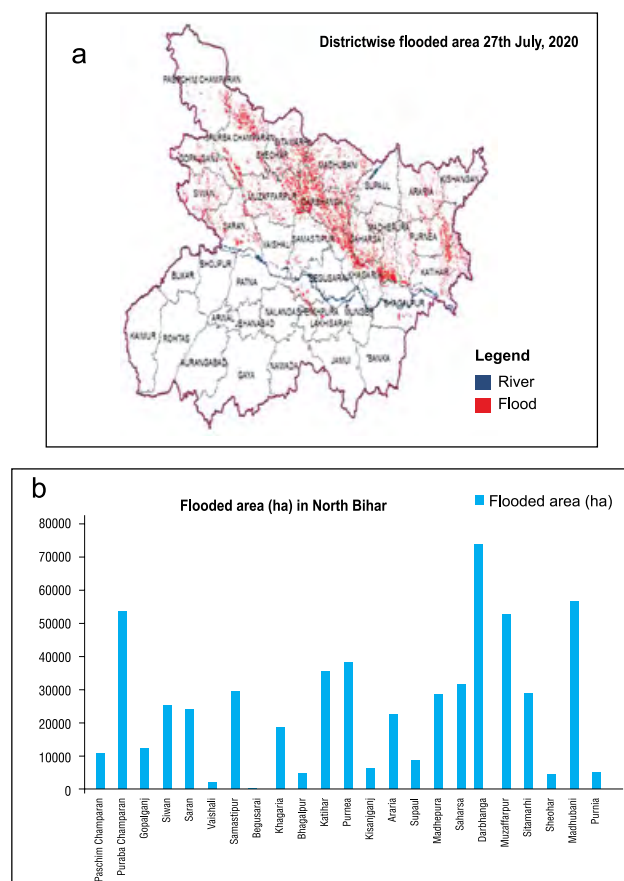 a
Districtwise flooded area 27th July, 2020
PASCHIM CHAMPARAN
PURBA CHAMPARAN
SITAMARHI
SHEOHAR
GOPALGANJ
MADHUBANI
KISHANGANJ
SUPAUL
ARARIA
SIWAN
MUZAFFARPUR
DARBHANGA
SARAN
MADHEPURA
PURNEA
VAISHALI
SAMASTIPUR
SAHARSA
KATIHAR
BHOJPUR
BUXAR
PATNA
BEGUSARAI
KHAGARIA
BHAGALPUR
NALANDA
SHEIKHPURA
MUNGER
ARWAL
JEHANABAD
LAKHISARAI
KAIMUR
ROHTAS
AURANGABAD
GAYA
NAWADA
JAMUI
BANKA
Legend
River
Flood
b
Flooded area (ha) in North Bihar
Flooded area (ha)
80000
70000
60000
50000
40000
30000
20000
10000
0
Paschim Champaran
Puraba Champaran
Gopalganj
Siwan
Saran
Vaishali
Samastipur
Begusarai
Khagaria
Bhagalpur
Katihar
Purnea
Kisanjganj
Araria
Supaul
Madhepura
Saharsa
Darbhanga
Muzaffarpur
Sitamarhi
Sheohar
Madhubani
Purnia